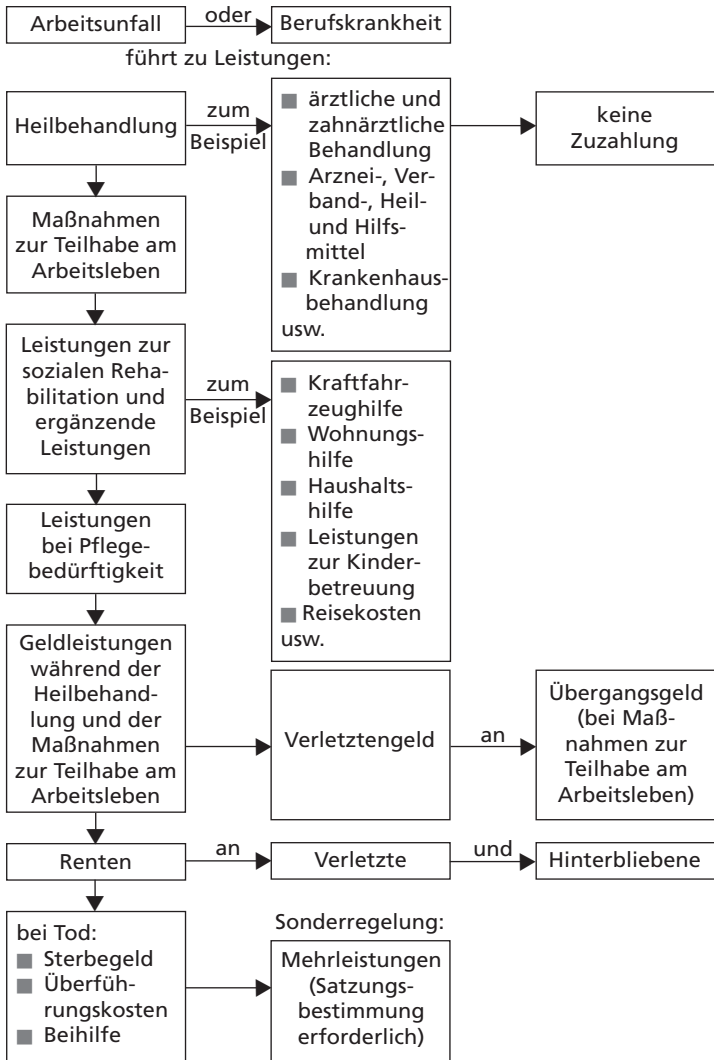 Arbeitsunfall
oder
Berufskrankheit
führt zu Leistungen:
Heilbehandlung
zum
Beispiel
■ ärztliche und
zahnärztliche
Behandlung
■ Arznei-, Ver-
band-, Heil-
und Hilfs-
mittel
■ Krankenhaus-
behandlung
usw.
keine
Zuzahlung
Maßnahmen
zur Teilhabe am
Arbeitsleben
Leistungen zur
sozialen Reha-
bilitation und
ergänzende
Leistungen
zum
Beispiel
■ Kraftfahr-
zeughilfe
■ Wohnungs-
hilfe
■ Haushalts-
hilfe
■ Leistungen
zur Kinder-
betreuung
■ Reisekosten
usw.
Leistungen
bei Pflege-
bedürftigkeit
Geldleistungen
während der
Heilbehand-
lung und der
Maßnahmen
zur Teilhabe am
Arbeitsleben
Verletztengeld
an
Übergangsgeld
(bei Maß-
nahmen zur
Teilhabe am
Arbeitsleben)
Renten
an
Verletzte
und
Hinterbliebene
bei Tod:
■ Sterbegeld
■ Überfüh-
rungskosten
■ Beihilfe
Sonderregelung:
Mehrleistungen
(Satzungs-
bestimmung
erforderlich)